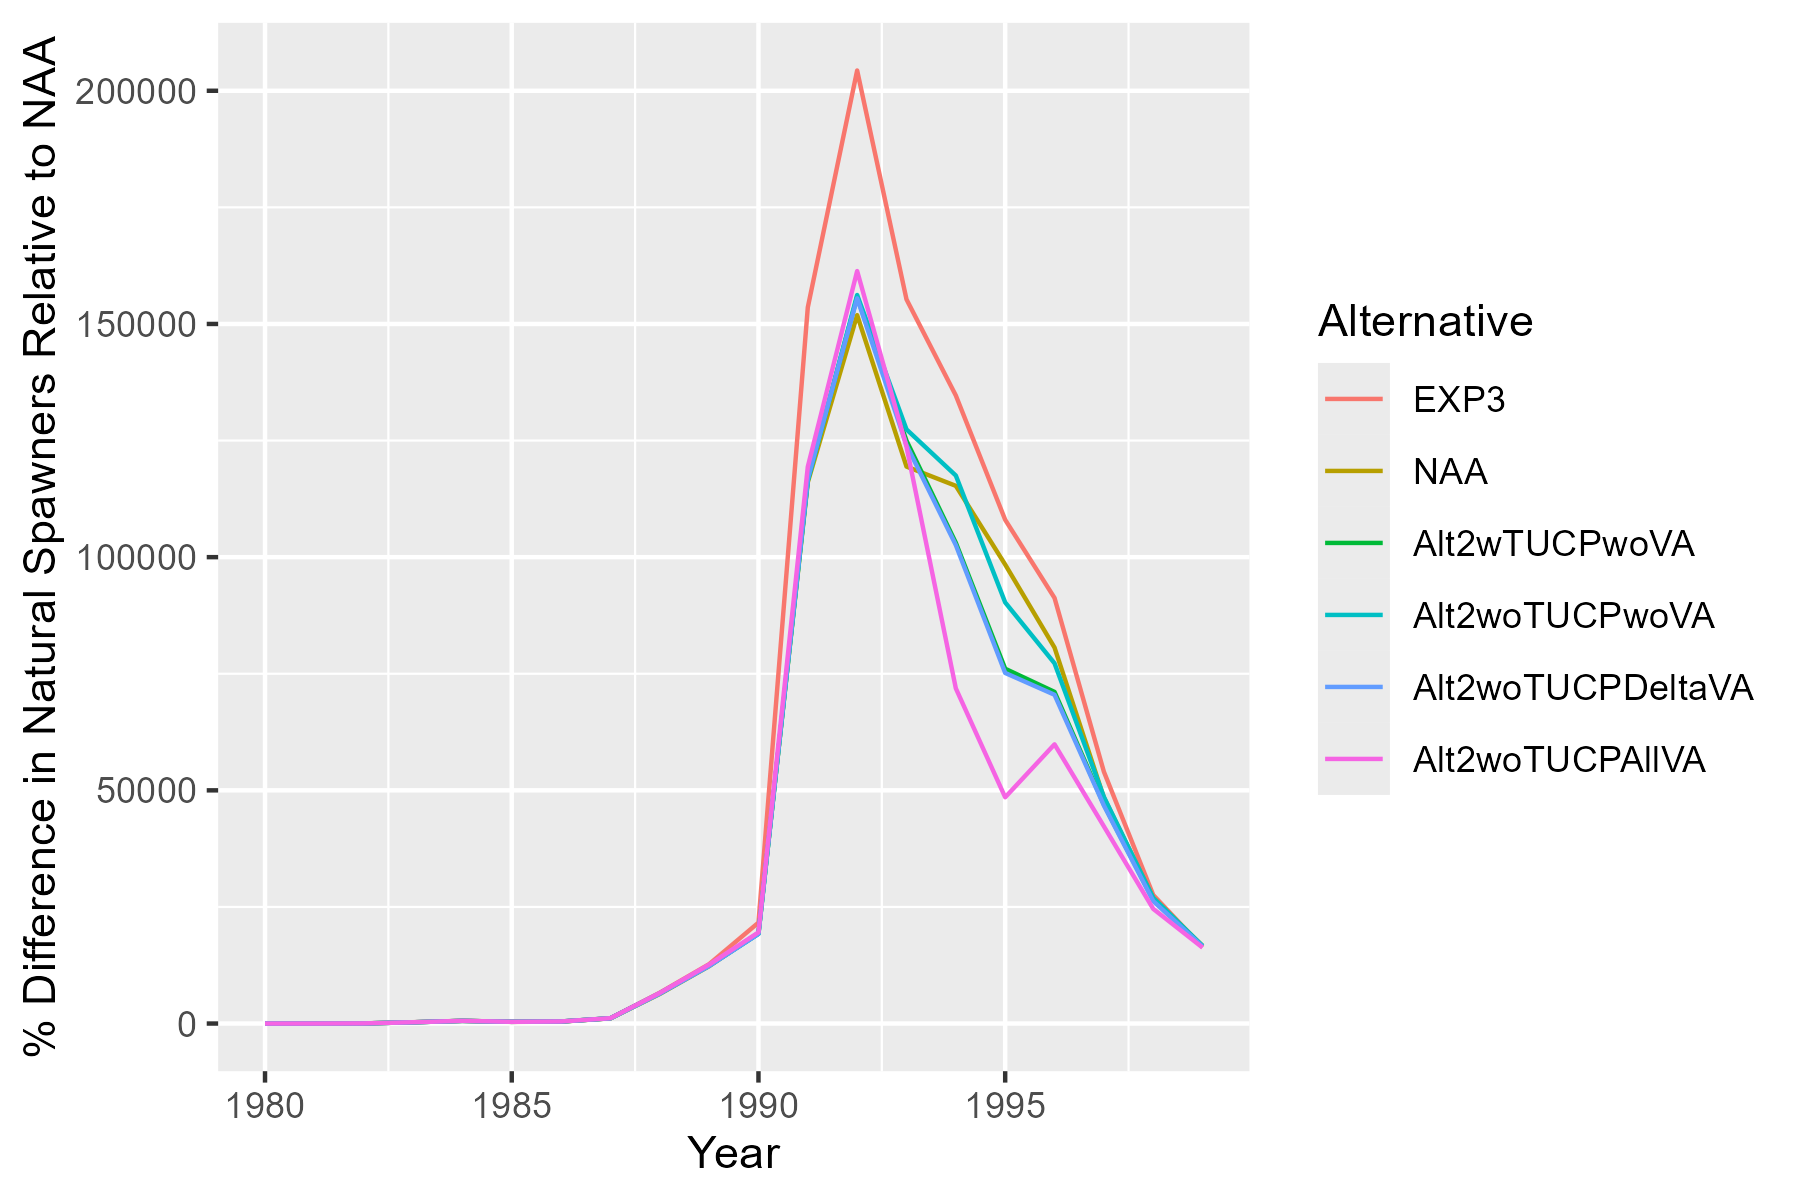 % Difference in Natural Spawners Relative to NAA
200000
150000
100000
50000
0
1980
1985
1990
1995
Year
Alternative
EXP3
NAA
Alt2wTUCPwoVA
Alt2woTUCPwoVA
Alt2woTUCPDeltaVA
Alt2woTUCPAllVA